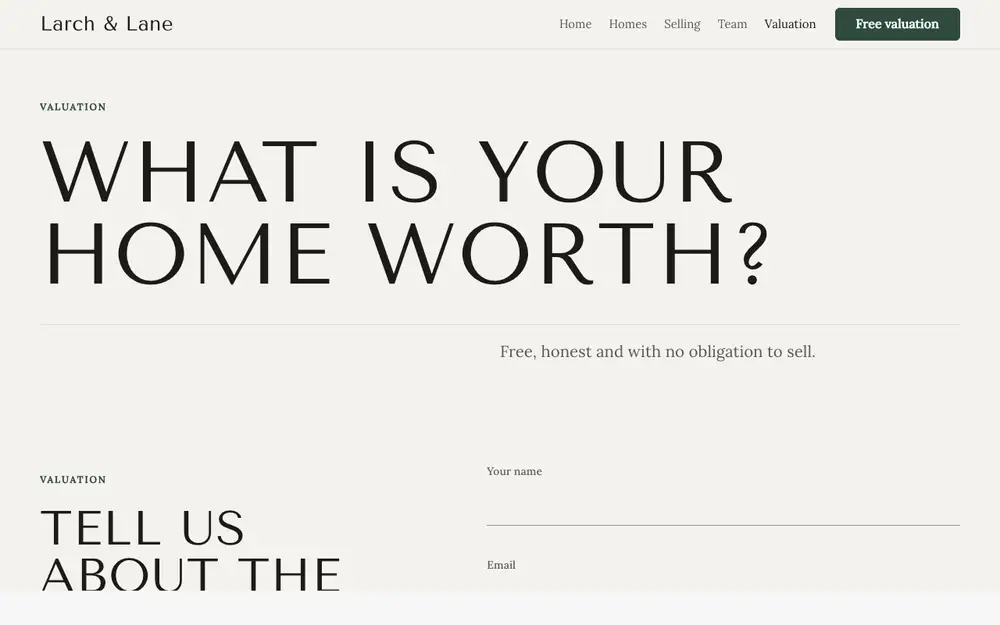 Larch & Lane
Home Homes Selling Team Valuation Free valuation
VALUATION
WHAT IS YOUR
HOME WORTH?
Free, honest and with no obligation to sell.
VALUATION
TELL US
ABOUT THE
Your name
Email